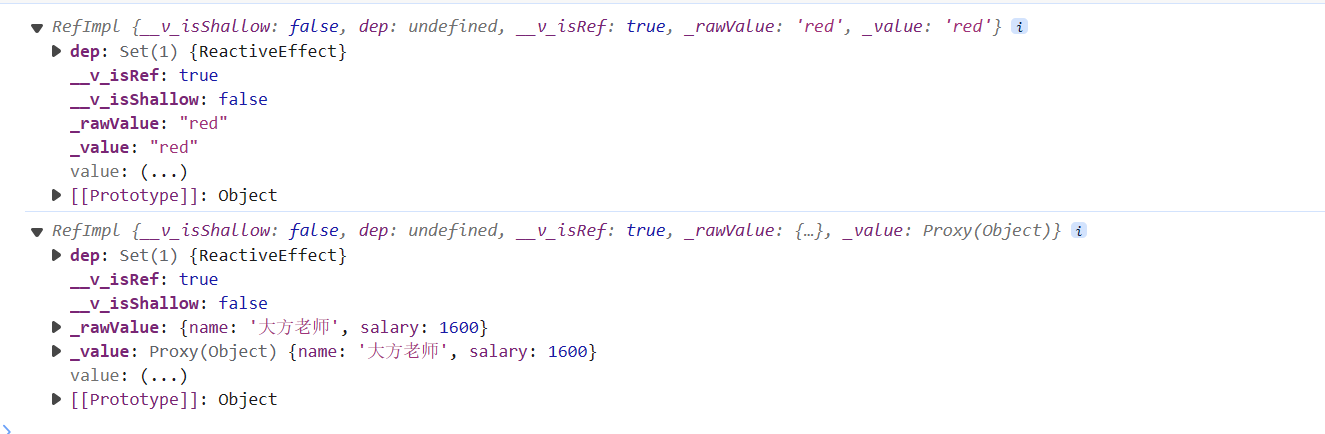 RefImpl {__v_isShallow: false, dep: undefined, __v_isRef: true, _rawValue: 'red', _value: 'red'} i
dep: Set(1) {ReactiveEffect}
__v_isRef: true
__v_isShallow: false
_rawValue: "red"
_value: "red"
value: (...)
[[Prototype]]: Object
RefImpl {__v_isShallow: false, dep: undefined, __v_isRef: true, _rawValue: {…}, _value: Proxy(Object)} i
dep: Set(1) {ReactiveEffect}
__v_isRef: true
__v_isShallow: false
_rawValue: {name: '大方老师', salary: 1600}
_value: Proxy(Object) {name: '大方老师', salary: 1600}
value: (...)
[[Prototype]]: Object